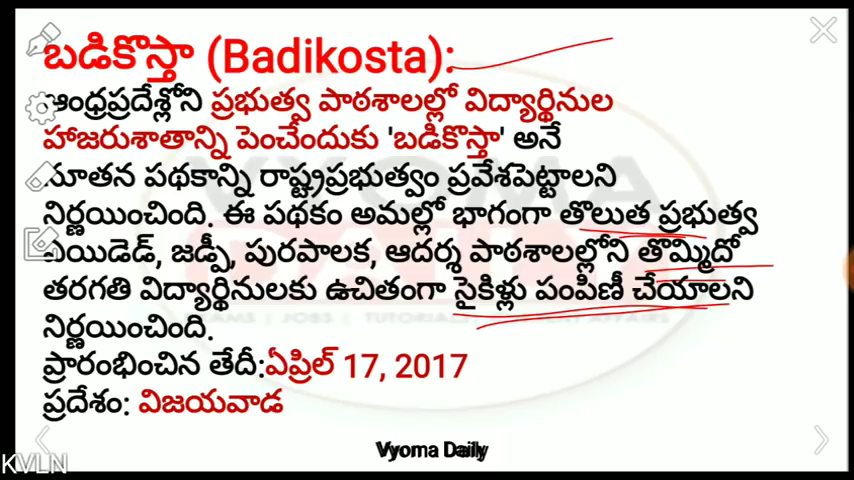 బడికొస్తా (Badikosta):
ఆంధ్రప్రదేశ్లోని ప్రభుత్వ పాఠశాలల్లో విద్యార్థినుల
హాజరుశాతాన్ని పెంచేందుకు 'బడికొస్తా' అనే
నూతన పథకాన్ని రాష్ట్రప్రభుత్వం ప్రవేశపెట్టాలని
నిర్ణయించింది. ఈ పథకం అమల్లో భాగంగా తొలుత ప్రభుత్వ
ఎయిడెడ్, జడ్పీ, పురపాలక, ఆదర్శ పాఠశాలల్లోని తొమ్మిదో
తరగతి విద్యార్థినులకు ఉచితంగా సైకిళ్లు పంపిణీ చేయాలని
నిర్ణయించింది.
ప్రారంభించిన తేదీ:ఏప్రిల్ 17, 2017
ప్రదేశం: విజయవాడ
Vyoma Daily
KVLN